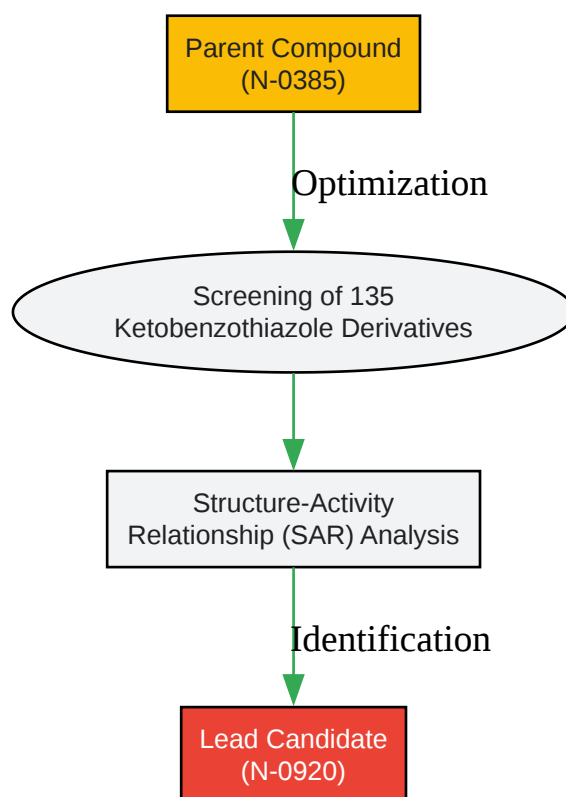 Parent Compound
(N-0385)
Optimization
Screening of 135
Ketobenzothiazole Derivatives
Structure-Activity
Relationship (SAR) Analysis
Identification
Lead Candidate
(N-0920)